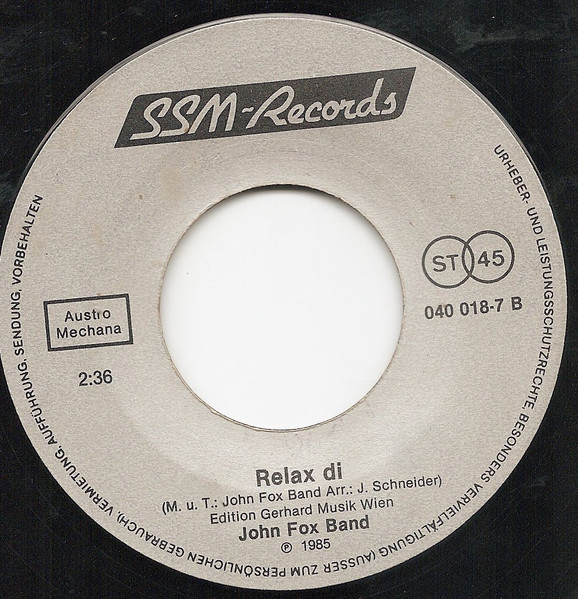 SSM-Records
URHEBER- UND LEISTUNGSSCHUTZRECHTE, BESONDERS VERVIELFÄLTIGUNG (AUSSER ZUM PERSÖNLICHEN GEBRAUCH), VERMIETUNG, AUFFÜHRUNG, SENDUNG, VORBEHALTEN
ST 45
040 018-7 B
Austro
Mechana
2:36
Relax di
(M. u. T.: John Fox Band Arr.: J. Schneider)
Edition Gerhard Musik Wien
John Fox Band
℗ 1985